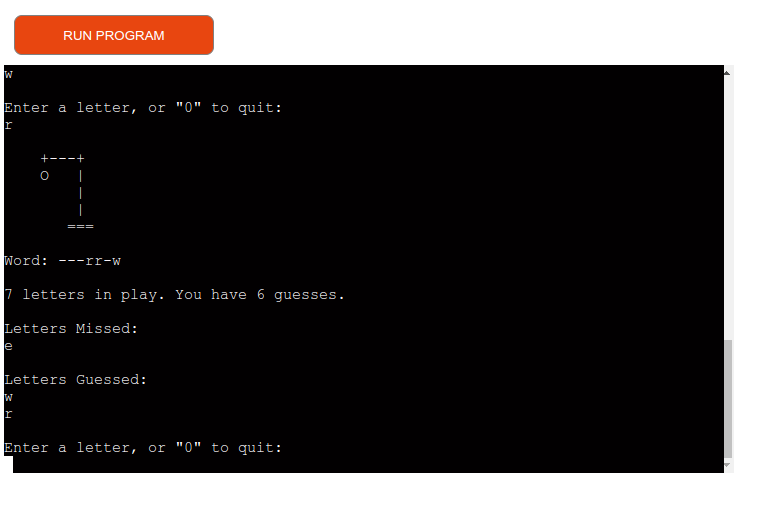 RUN PROGRAM
w
Enter a letter, or "0" to quit:
r
+---+
O   |
|
|
===
Word: ---rr-w
7 letters in play. You have 6 guesses.
Letters Missed:
e
Letters Guessed:
w
r
Enter a letter, or "0" to quit: